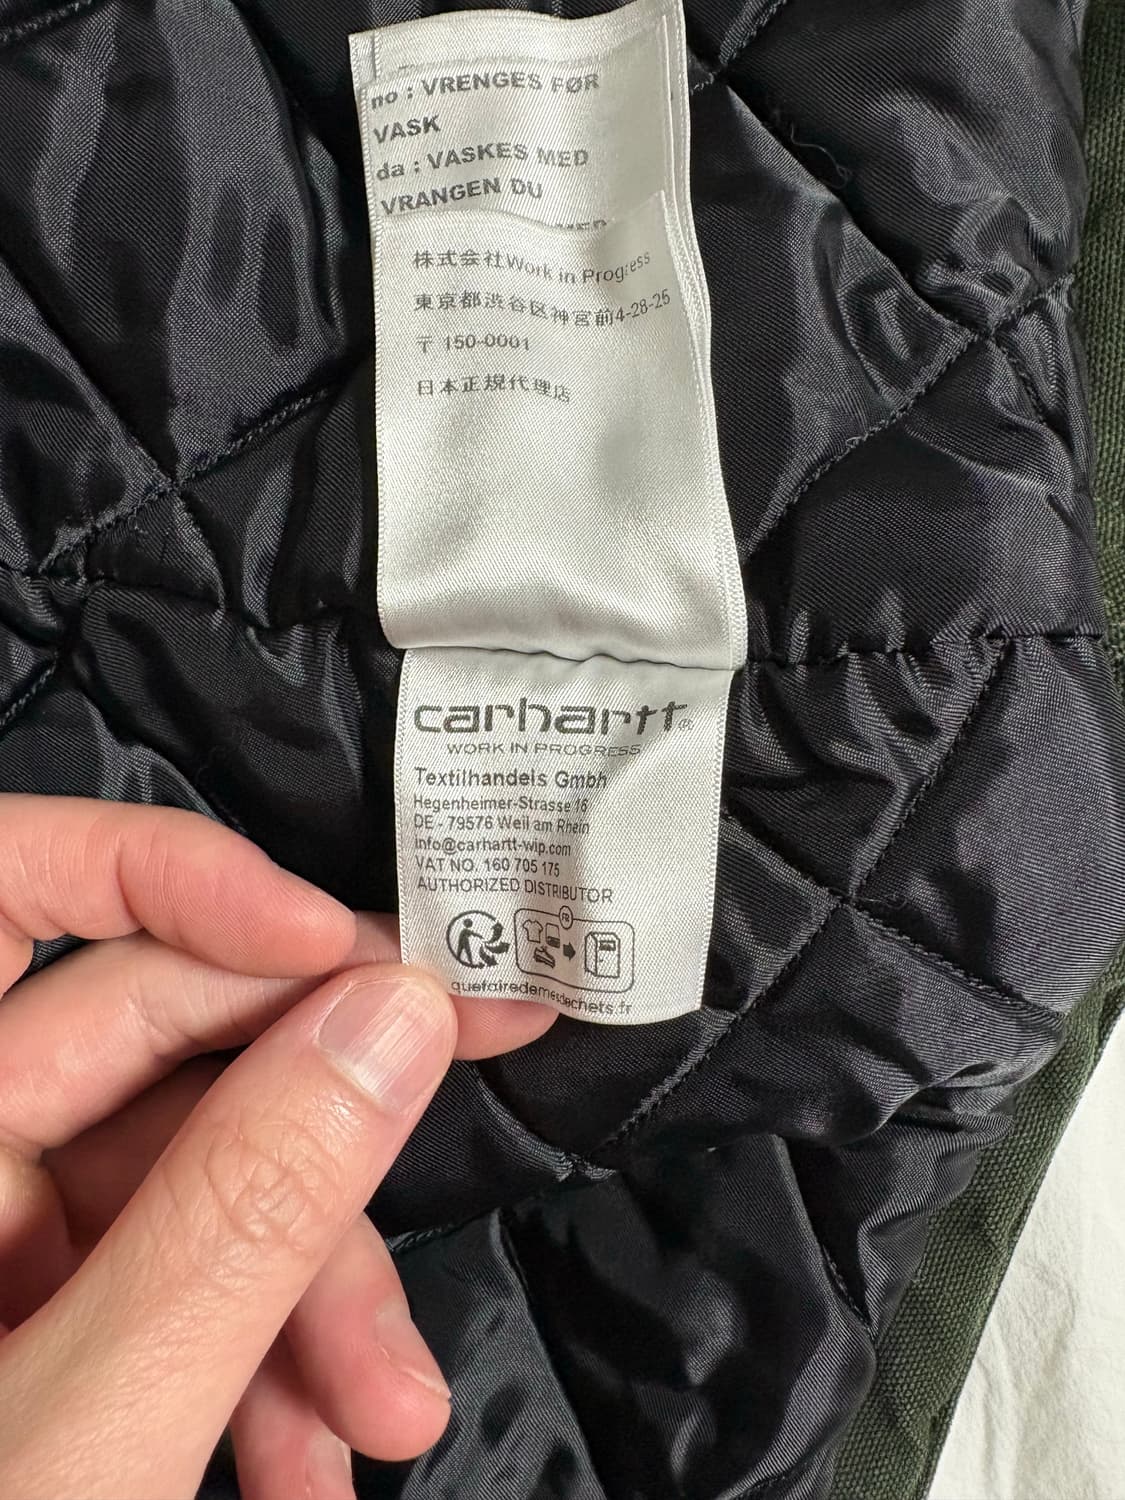 no : VRENGES FØR
VASK
da : VASKES MED
VRANGEN DU
株式会社Work in Progress
東京都渋谷区神宮前4-28-25
〒 150-0001
日本正規代理店
carhartt®
WORK IN PROGRESS
Textilhandels Gmbh
Hegenheimer-Strasse 16
DE - 79576 Weil am Rhein
info@carhartt-wip.com
VAT NO. 160 705 175
AUTHORIZED DISTRIBUTOR
FR
quefairedemesdechets.fr